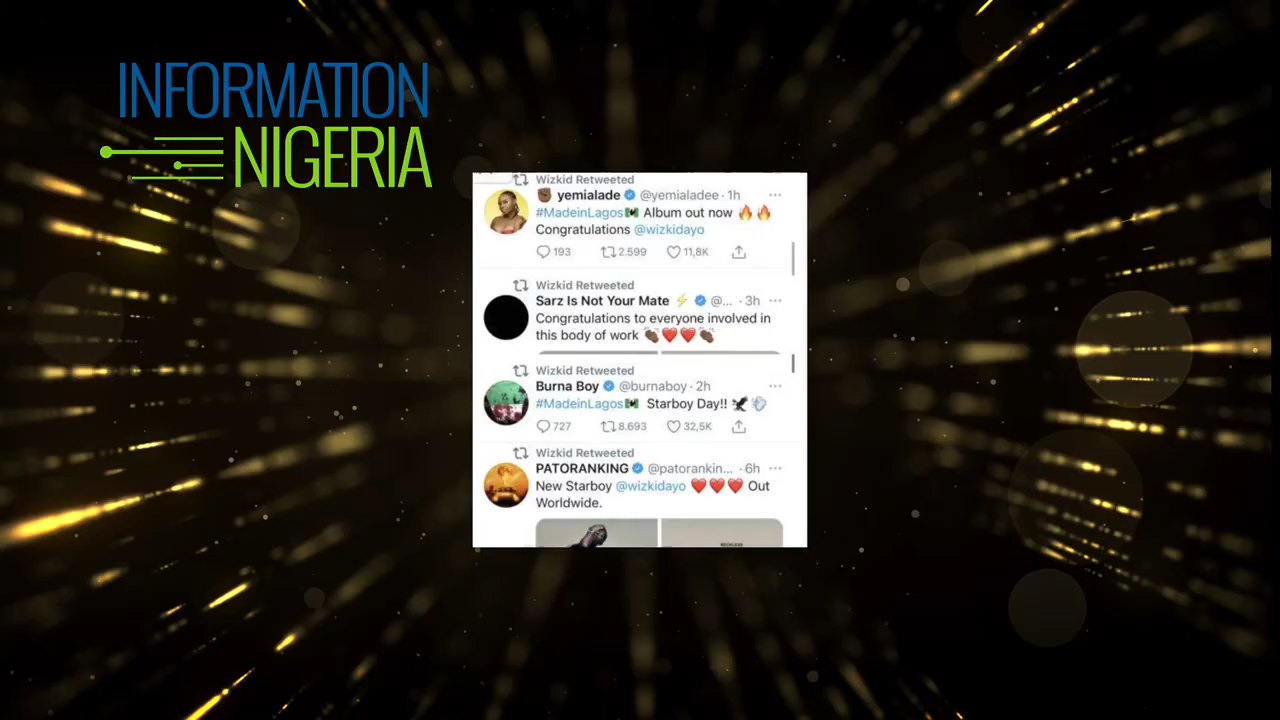 INFORMATION
NIGERIA
Wizkid Retweeted
✊🏾 yemialade @yemialadee · 1h ...
#MadeinLagos Album out now 🔥🔥
Congratulations @wizkidayo
193 2.599 11,8K
Wizkid Retweeted
Sarz Is Not Your Mate ⚡ @... · 3h ...
Congratulations to everyone involved in
this body of work 👏🏾❤️❤️👏🏾
Wizkid Retweeted
Burna Boy @burnaboy · 2h ...
#MadeinLagos Starboy Day!! 🦅💨
727 8.693 32,5K
Wizkid Retweeted
PATORANKING @patorankin... · 6h ...
New Starboy @wizkidayo ❤️❤️❤️ Out
Worldwide.
RECKLESS